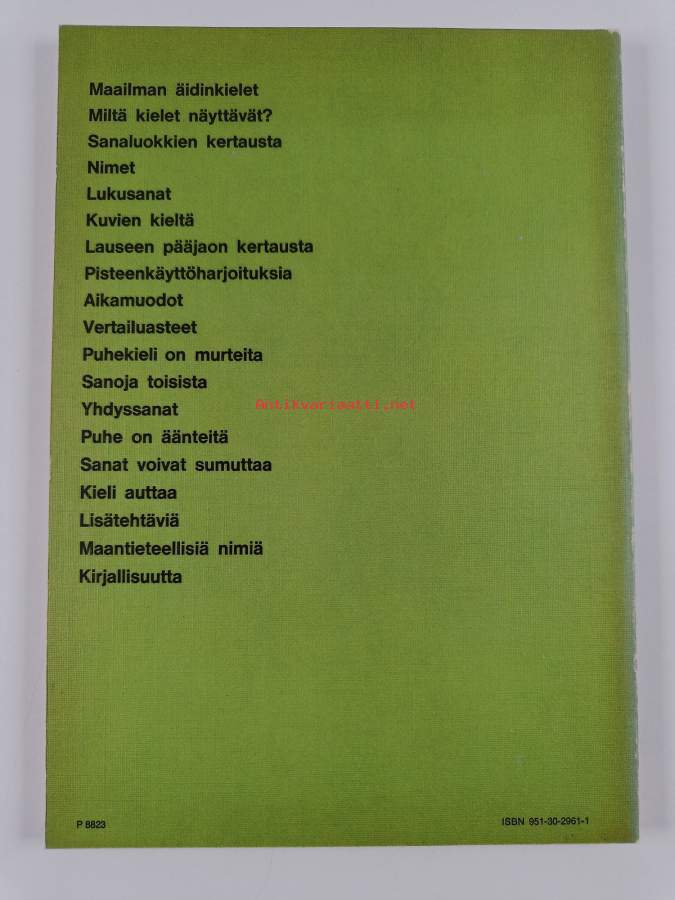 Maailman äidinkielet
Miltä kielet näyttävät?
Sanaluokkien kertausta
Nimet
Lukusanat
Kuvien kieltä
Lauseen pääjaon kertausta
Pisteenkäyttöharjoituksia
Aikamuodot
Vertailuasteet
Puhekieli on murteita
Sanoja toisista
Antikvariaatti.net
Yhdyssanat
Puhe on äänteitä
Sanat voivat sumuttaa
Kieli auttaa
Lisätehtäviä
Maantieteellisiä nimiä
Kirjallisuutta
P 8823
ISBN 951-30-2961-1